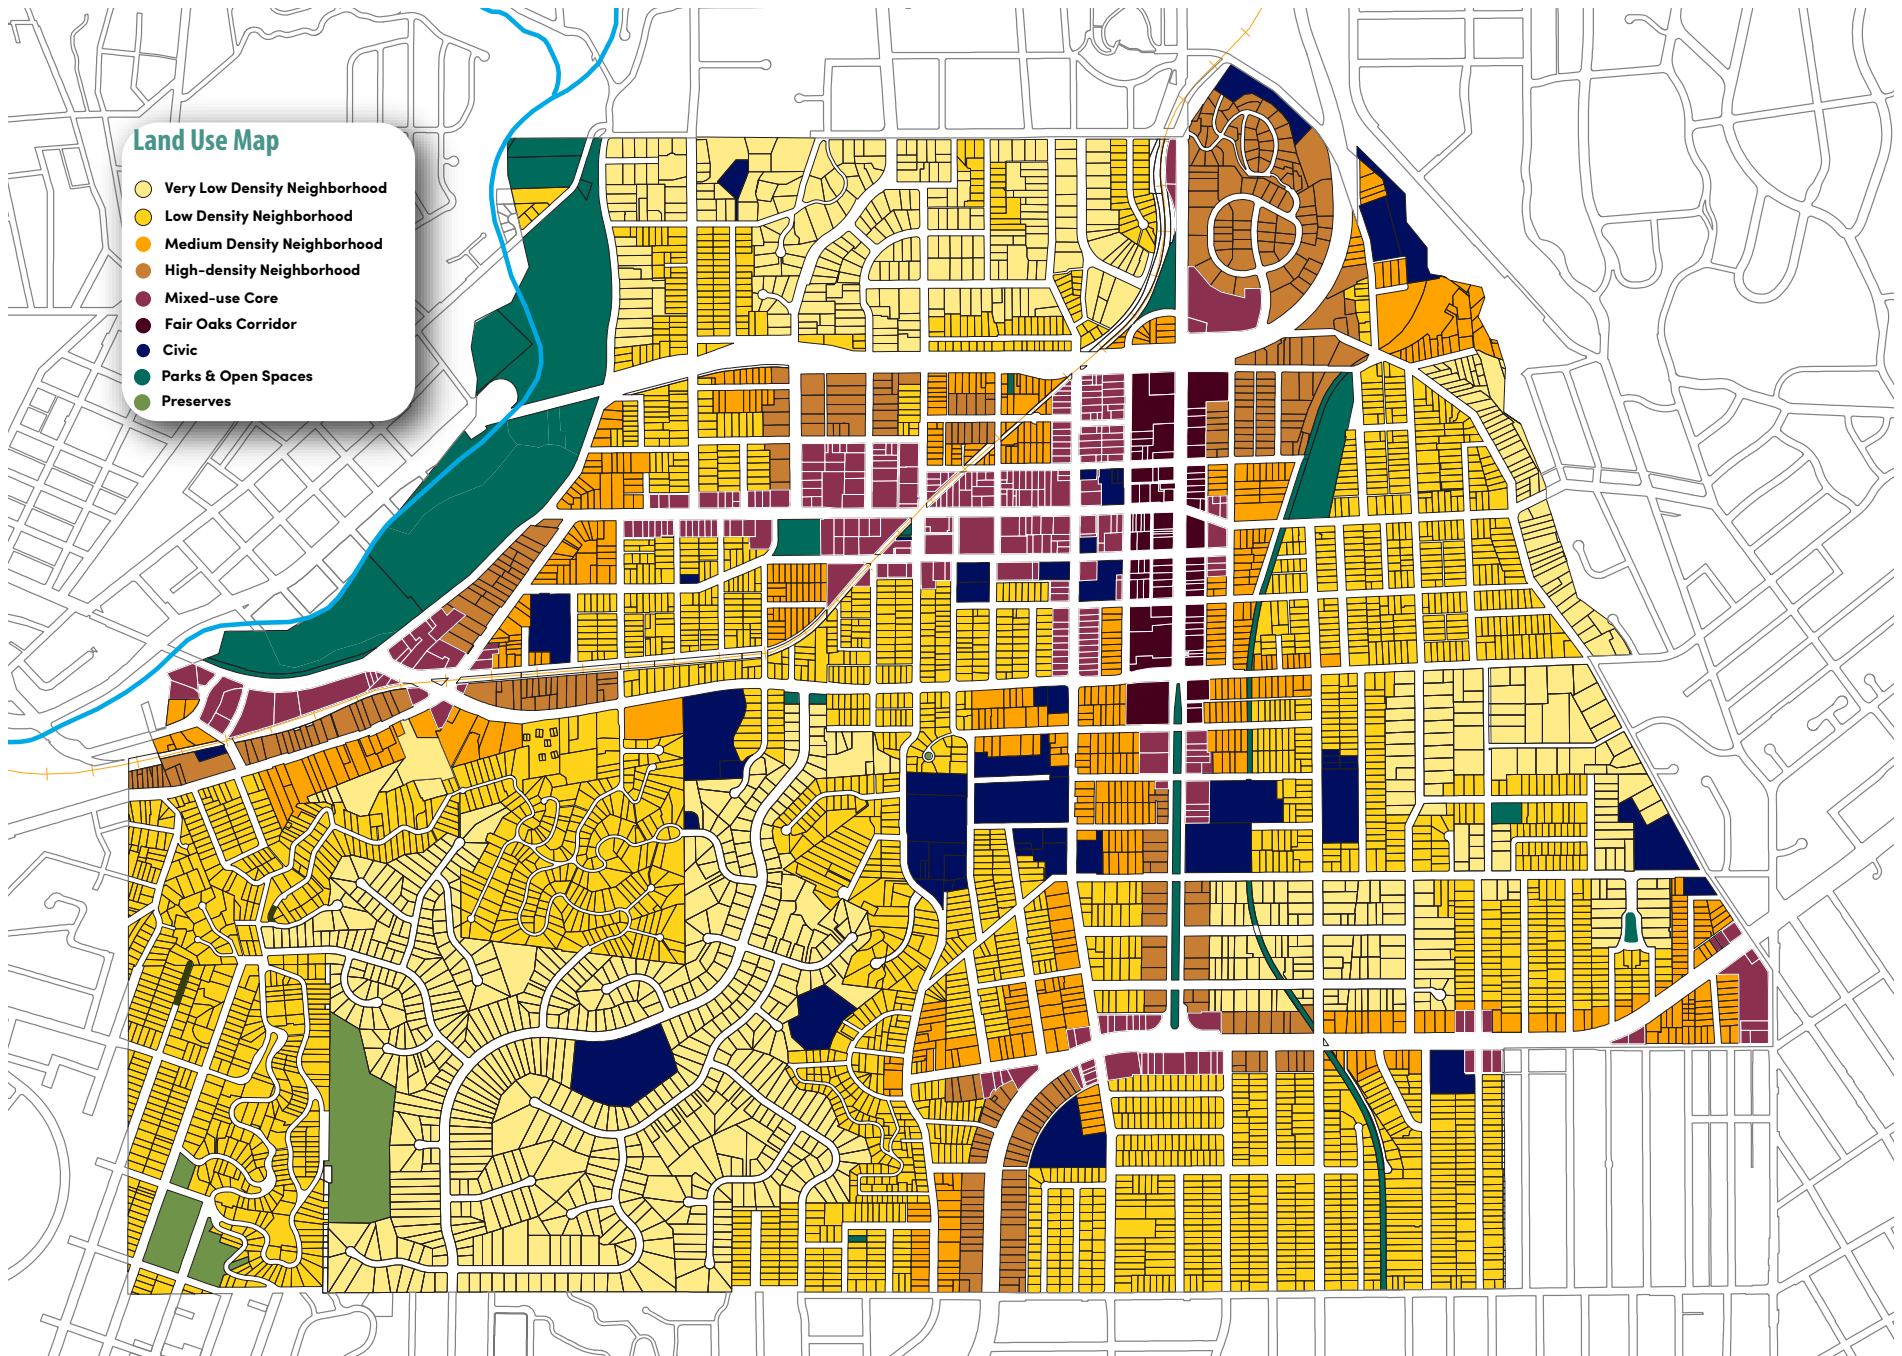 Land Use Map
Very Low Density Neighborhood
Low Density Neighborhood
Medium Density Neighborhood
High-density Neighborhood
Mixed-use Core
Fair Oaks Corridor
Civic
Parks & Open Spaces
Preserves